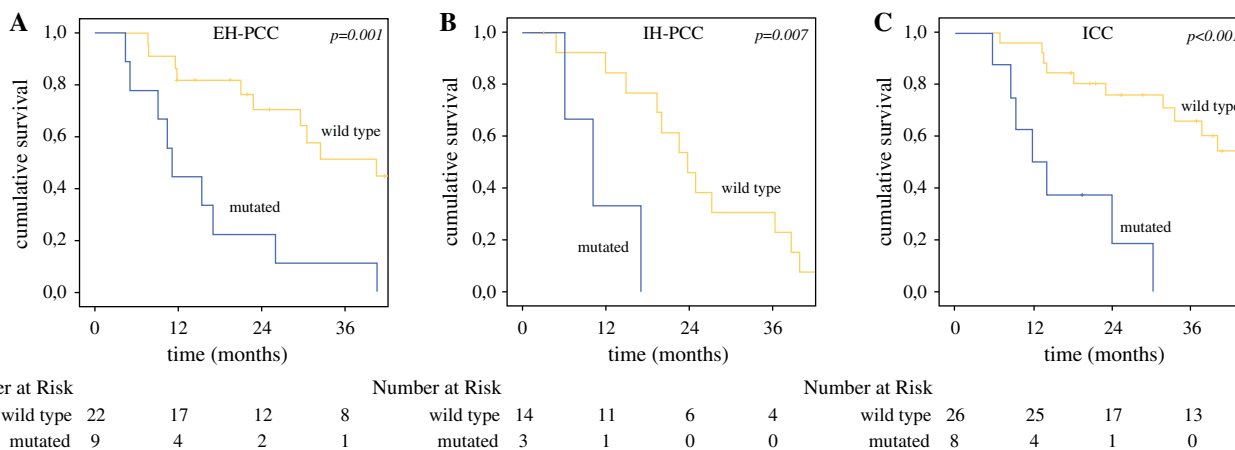 A EH-PCC p=0.001
1,0
0,8
0,6
0,4
0,2
0,0
cumulative survival
wild type
mutated
0 12 24 36
time (months)
er at Risk
wild type 22 17 12 8
mutated 9 4 2 1
B IH-PCC p=0.007
1,0
0,8
0,6
0,4
0,2
0,0
cumulative survival
wild type
mutated
0 12 24 36
time (months)
Number at Risk
wild type 14 11 6 4
mutated 3 1 0 0
C ICC p<0.001
1,0
0,8
0,6
0,4
0,2
0,0
cumulative survival
wild type
mutated
0 12 24 36
time (months)
Number at Risk
wild type 26 25 17 13
mutated 8 4 1 0